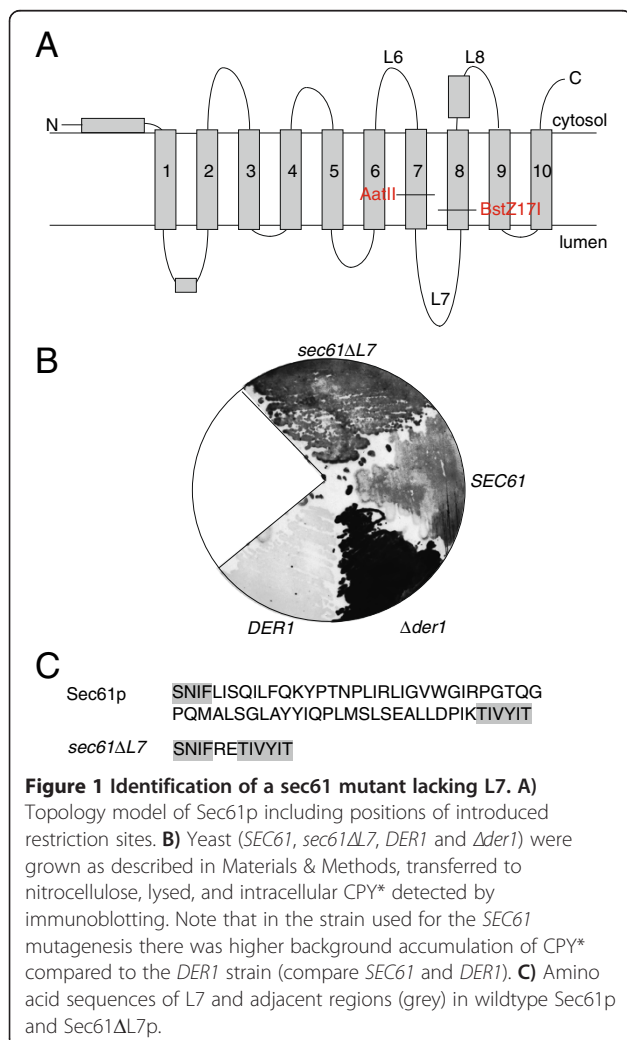 A
L6
L8
C
N
cytosol
1
2
3
4
5
6
7
8
9
10
AatII
BstZ17I
lumen
L7
B
sec61ΔL7
SEC61
DER1
Δder1
C
Sec61p SNIFLISQILFQKYPTNPLIRLIGVWGIRPGTQG
PQMALSGLAYYIQPLMSLSEALLDPIKTIVYIT
sec61ΔL7 SNIFRETIVYIT
Figure 1 Identification of a sec61 mutant lacking L7. A)
Topology model of Sec61p including positions of introduced
restriction sites. B) Yeast (SEC61, sec61ΔL7, DER1 and Δder1) were
grown as described in Materials & Methods, transferred to
nitrocellulose, lysed, and intracellular CPY* detected by
immunoblotting. Note that in the strain used for the SEC61
mutagenesis there was higher background accumulation of CPY*
compared to the DER1 strain (compare SEC61 and DER1). C) Amino
acid sequences of L7 and adjacent regions (grey) in wildtype Sec61p
and Sec61ΔL7p.